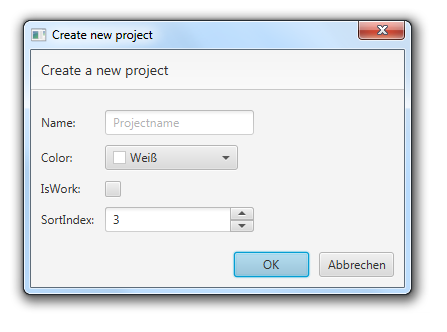 Create new project
Create a new project
Name: Projectname
Color: Weiß
IsWork:
SortIndex: 3
OK Abbrechen